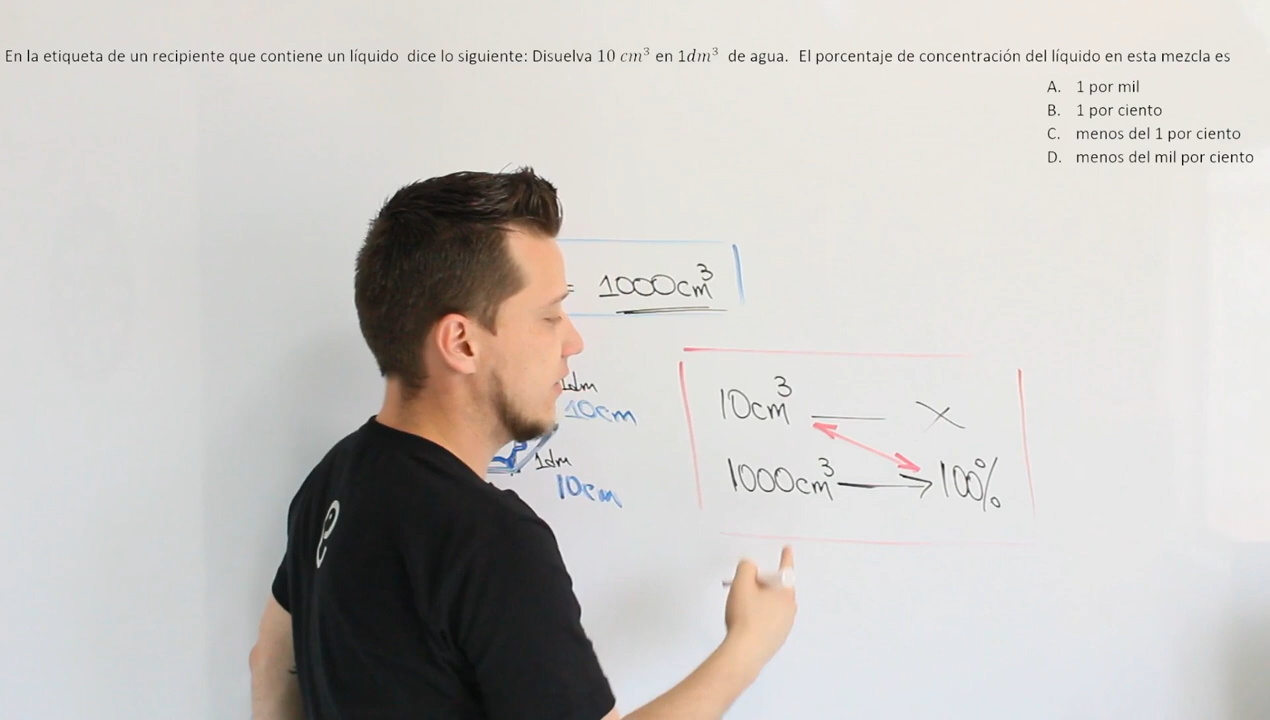 En la etiqueta de un recipiente que contiene un líquido dice lo siguiente: Disuelva 10 cm³ en 1dm³ de agua. El porcentaje de concentración del líquido en esta mezcla es
A. 1 por mil
B. 1 por ciento
C. menos del 1 por ciento
D. menos del mil por ciento
= 1000cm³
1dm
10cm
1dm
10cm
10cm³ — x
1000cm³ → 100%